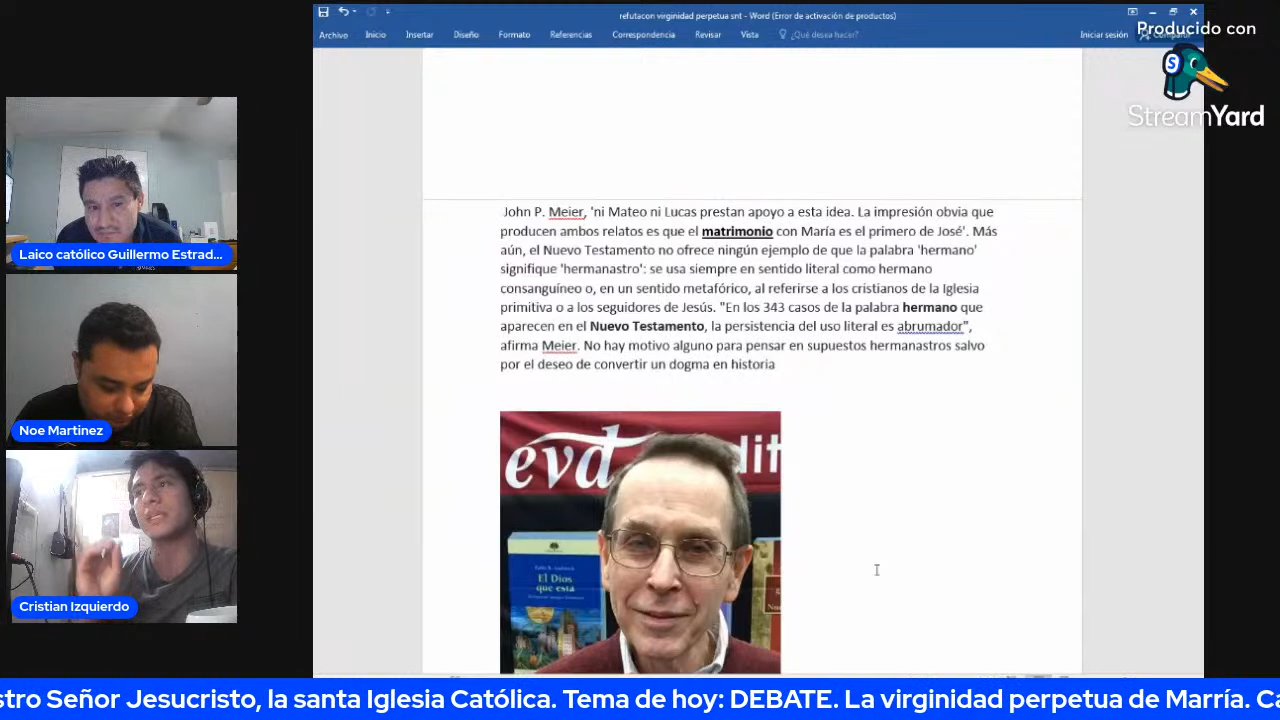 refutacon virginidad perpetua snt - Word (Error de activación de productos)
Archivo Inicio Insertar Diseño Formato Referencias Correspondencia Revisar Vista ¿Qué desea hacer? Iniciar sesión Compartir
Producido con
StreamYard
John P. Meier, 'ni Mateo ni Lucas prestan apoyo a esta idea. La impresión obvia que
producen ambos relatos es que el matrimonio con María es el primero de José'. Más
aún, el Nuevo Testamento no ofrece ningún ejemplo de que la palabra 'hermano'
signifique 'hermanastro': se usa siempre en sentido literal como hermano
consanguíneo o, en un sentido metafórico, al referirse a los cristianos de la Iglesia
primitiva o a los seguidores de Jesús. "En los 343 casos de la palabra hermano que
aparecen en el Nuevo Testamento, la persistencia del uso literal es abrumador",
afirma Meier. No hay motivo alguno para pensar en supuestos hermanastros salvo
por el deseo de convertir un dogma en historia
evd
dit
El Dios
que está
Laico católico Guillermo Estrad...
Noe Martinez
Cristian Izquierdo
stro Señor Jesucristo, la santa Iglesia Católica. Tema de hoy: DEBATE. La virginidad perpetua de Marría. Ca